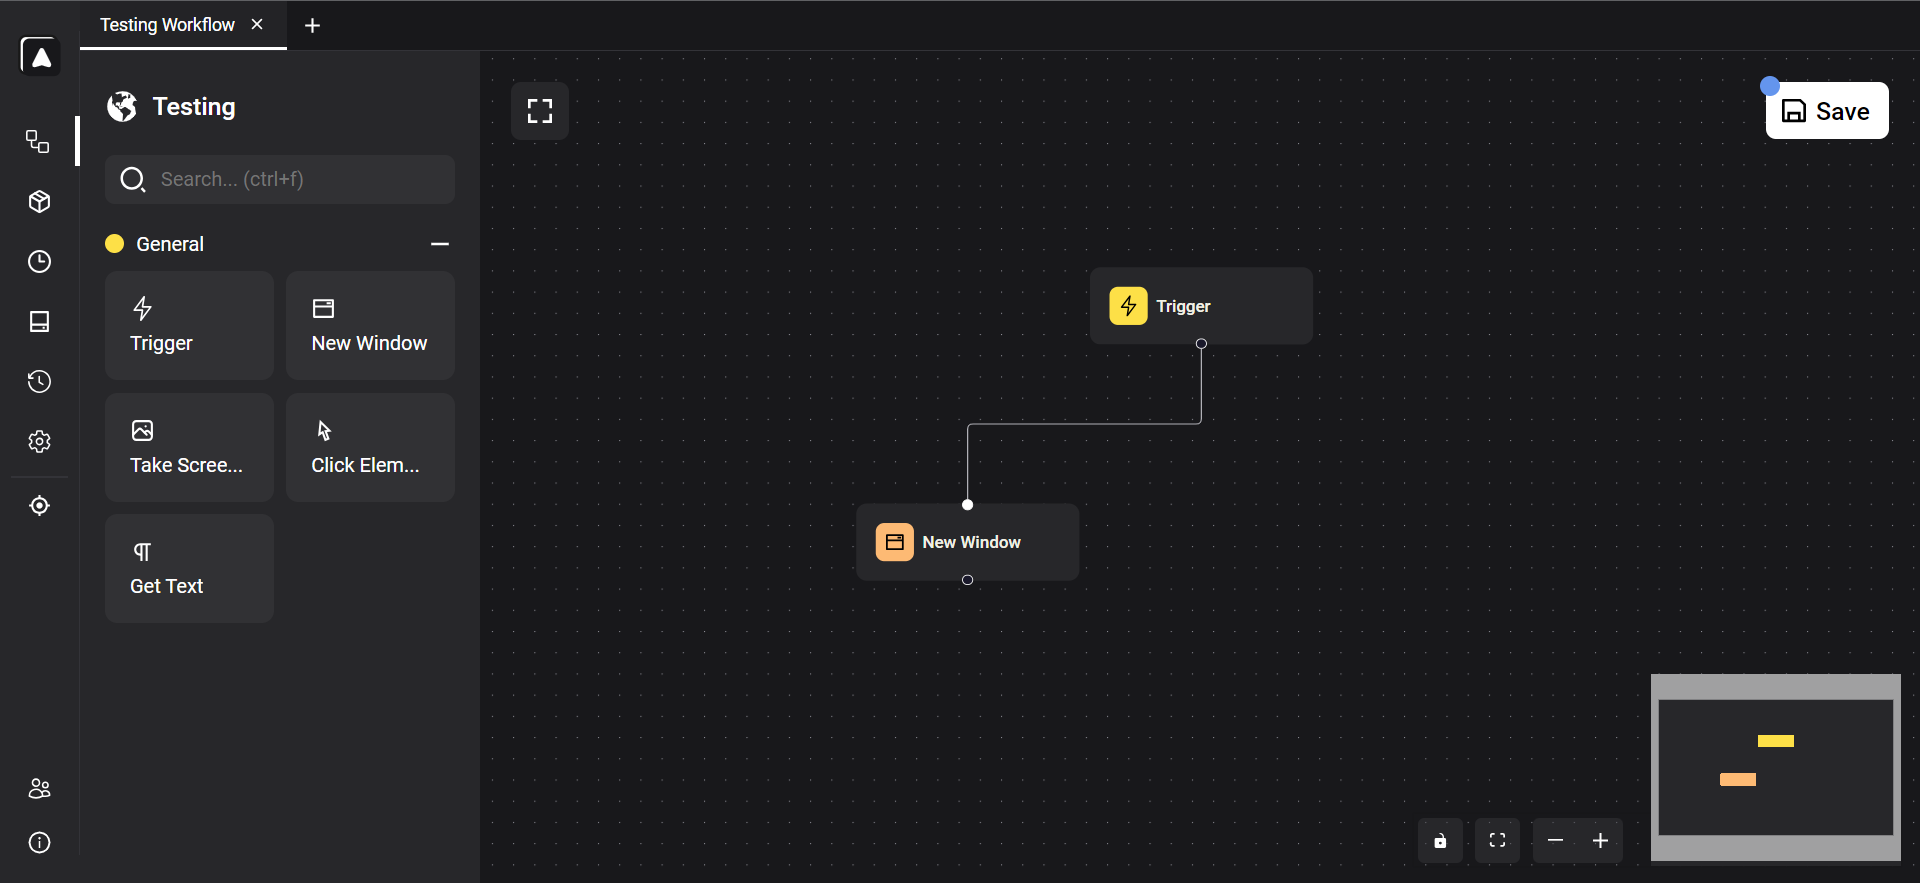 Testing Workflow
Testing
Save
Search... (ctrl+f)
General
Trigger
New Window
Take Scree...
Click Elem...
Get Text
Trigger
New Window